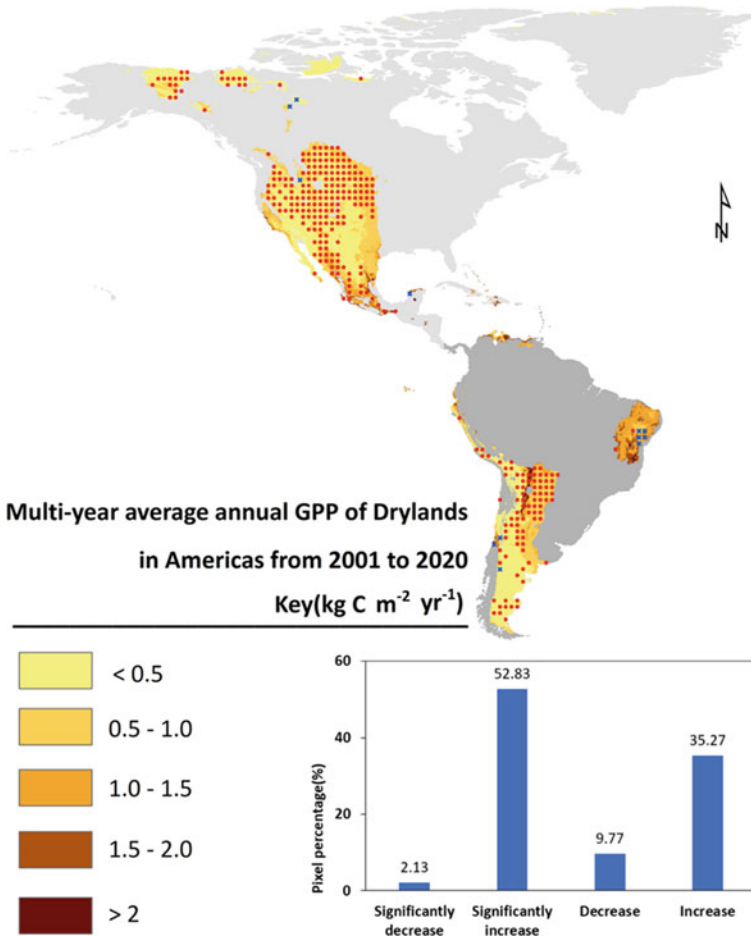 N
Multi-year average annual GPP of Drylands
in Americas from 2001 to 2020
Key(kg C m⁻² yr⁻¹)
< 0.5
0.5 - 1.0
1.0 - 1.5
1.5 - 2.0
> 2
Pixel percentage(%)
60
40
20
0
2.13
52.83
9.77
35.27
Significantly
decrease
Significantly
increase
Decrease
Increase